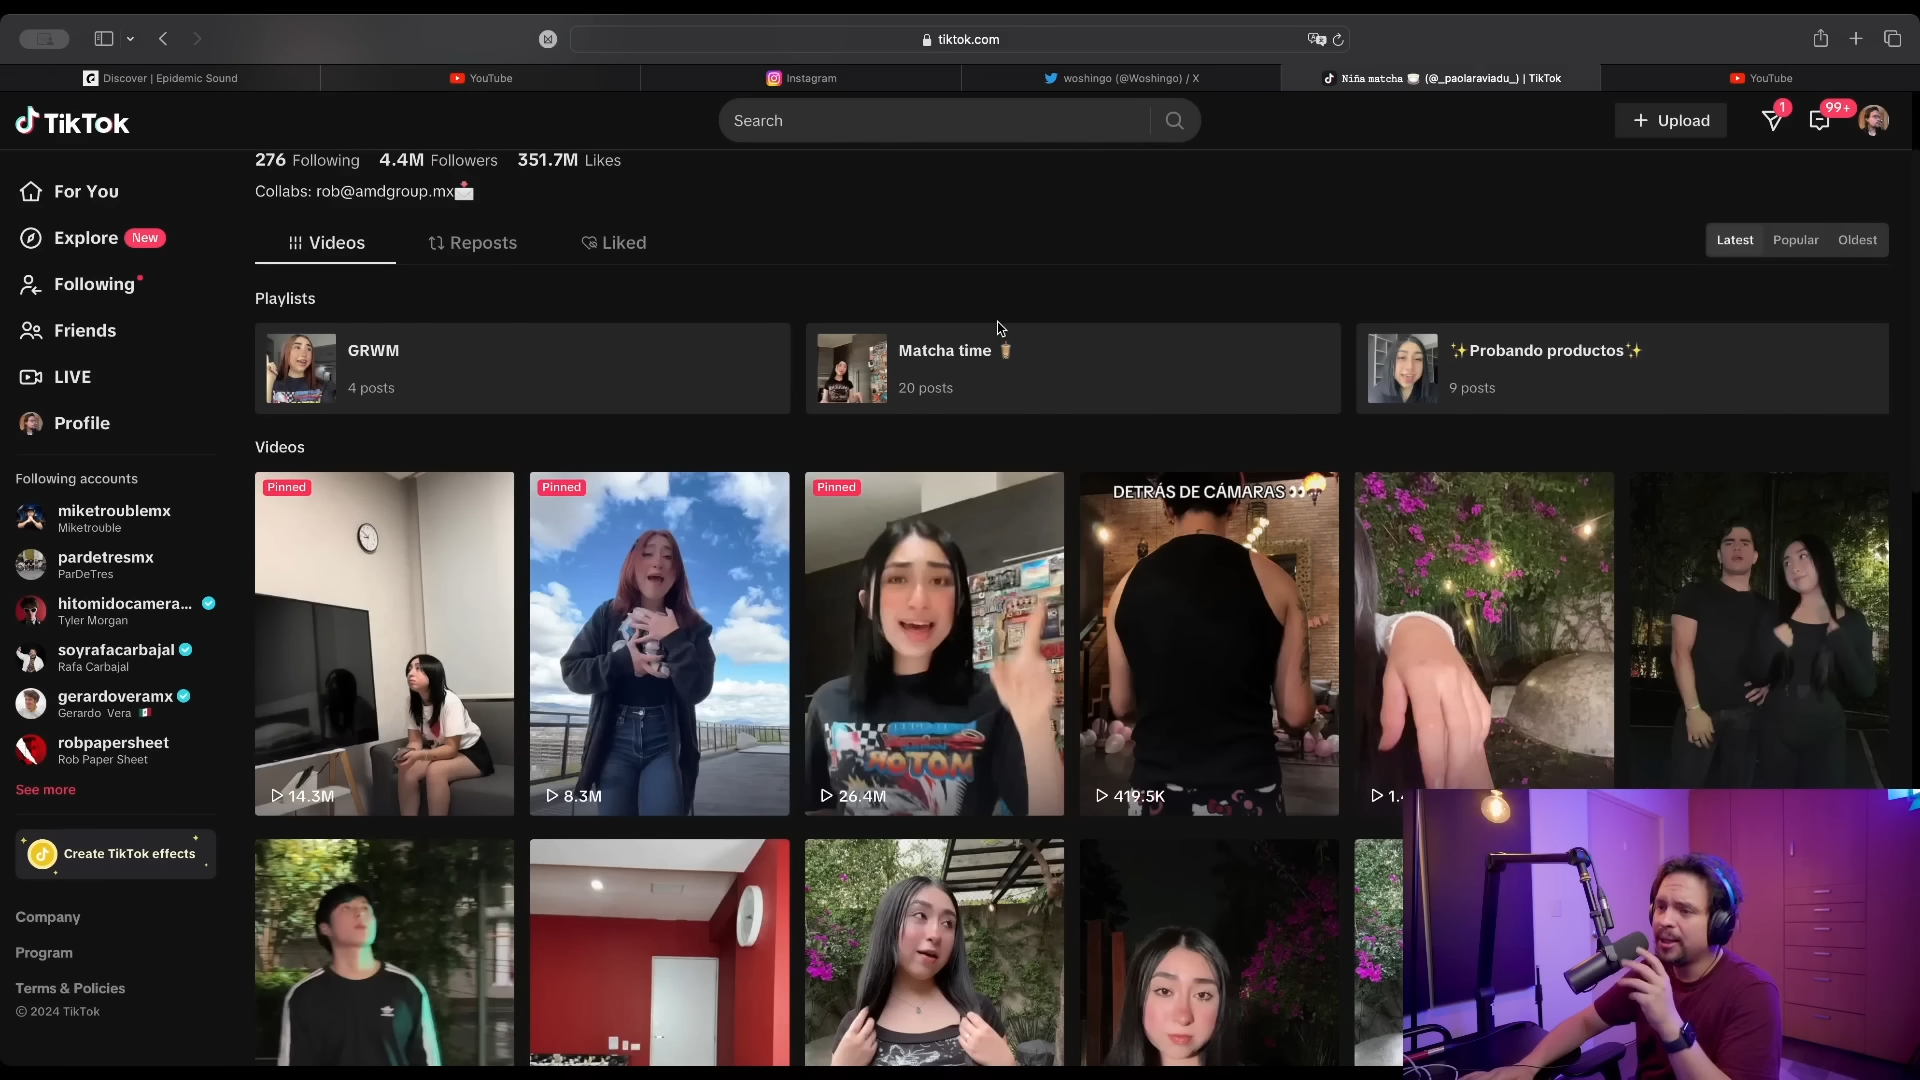 tiktok.com
Discover | Epidemic Sound
YouTube
Instagram
woshingo (@Woshingo) / X
Niña matcha 🍵 (@_paolaraviadu_) | TikTok
YouTube
TikTok
Search
+ Upload
1
99+
276 Following 4.4M Followers 351.7M Likes
Collabs: rob@amdgroup.mx📩
For You
Explore New
Following
Friends
LIVE
Profile
Following accounts
miketroublemx
Miketrouble
pardetresmx
ParDeTres
hitomidocamera...
Tyler Morgan
soyrafacarbajal
Rafa Carbajal
gerardoveramx
Gerardo Vera 🇲🇽
robpapersheet
Rob Paper Sheet
See more
Create TikTok effects
Company
Program
Terms & Policies
© 2024 TikTok
Videos
Reposts
Liked
Latest
Popular
Oldest
Playlists
GRWM
4 posts
Matcha time 🧋
20 posts
✨Probando productos✨
9 posts
Videos
Pinned
14.3M
Pinned
8.3M
Pinned
MOTOR
26.4M
DETRÁS DE CÁMARAS 👀
419.5K